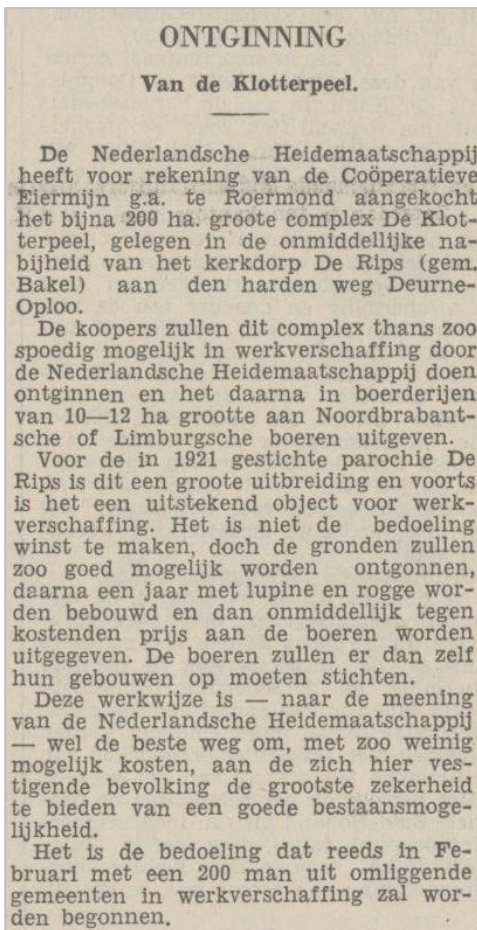 ONTGINNING
Van de Klotterpeel.
De Nederlandsche Heidemaatschappij
heeft voor rekening van de Coöperatieve
Eiermijn g.a. te Roermond aangekocht
het bijna 200 ha. groote complex De Klot-
terpeel, gelegen in de onmiddellijke na-
bijheid van het kerkdorp De Rips (gem.
Bakel) aan den harden weg Deurne-
Oploo.
De koopers zullen dit complex thans zoo
spoedig mogelijk in werkverschaffing door
de Nederlandsche Heidemaatschappij doen
ontginnen en het daarna in boerderijen
van 10—12 ha grootte aan Noordbrabant-
sche of Limburgsche boeren uitgeven.
Voor de in 1921 gestichte parochie De
Rips is dit een groote uitbreiding en voorts
is het een uitstekend object voor werk-
verschaffing. Het is niet de bedoeling
winst te maken, doch de gronden zullen
zoo goed mogelijk worden ontgonnen,
daarna een jaar met lupine en rogge wor-
den bebouwd en dan onmiddellijk tegen
kostenden prijs aan de boeren worden
uitgegeven. De boeren zullen er dan zelf
hun gebouwen op moeten stichten.
Deze werkwijze is — naar de meening
van de Nederlandsche Heidemaatschappij
— wel de beste weg om, met zoo weinig
mogelijk kosten, aan de zich hier ves-
tigende bevolking de grootste zekerheid
te bieden van een goede bestaansmoge-
lijkheid.
Het is de bedoeling dat reeds in Fe-
bruari met een 200 man uit omliggende
gemeenten in werkverschaffing zal wor-
den begonnen.